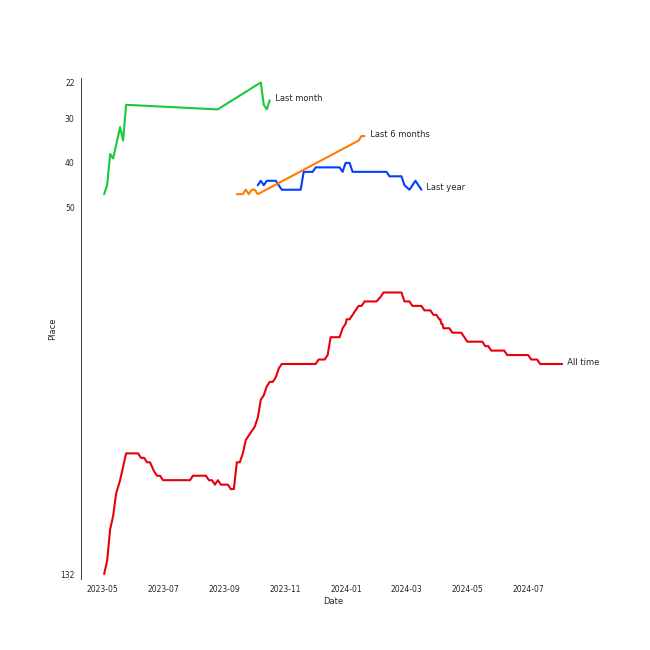 22
Last month
30
Last 6 months
40
Last year
50
Place
All time
132
2023-05 2023-07 2023-09 2023-11 2024-01 2024-03 2024-05 2024-07
Date